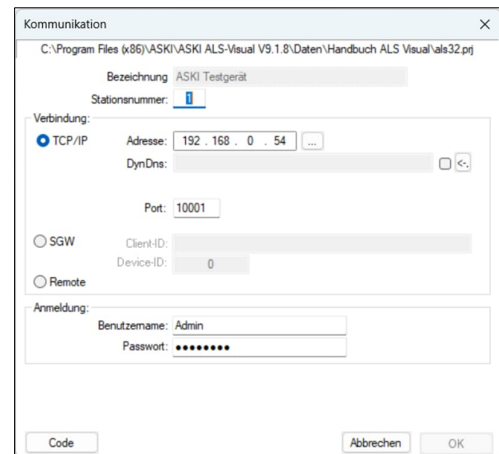 Kommunikation
C:\Program Files (x86)\ASKI\ASKI ALS-Visual V9.1.8\Daten\Handbuch ALS Visual\als32.prj
Bezeichnung ASKI Testgerät
Stationsnummer: 1
Verbindung:
TCP/IP Adresse: 192 . 168 . 0 . 54 ...
DynDns: <-.
Port: 10001
SGW Client-ID:
Device-ID: 0
Remote
Anmeldung:
Benutzername: Admin
Passwort: ●●●●●●●●
Code Abbrechen OK